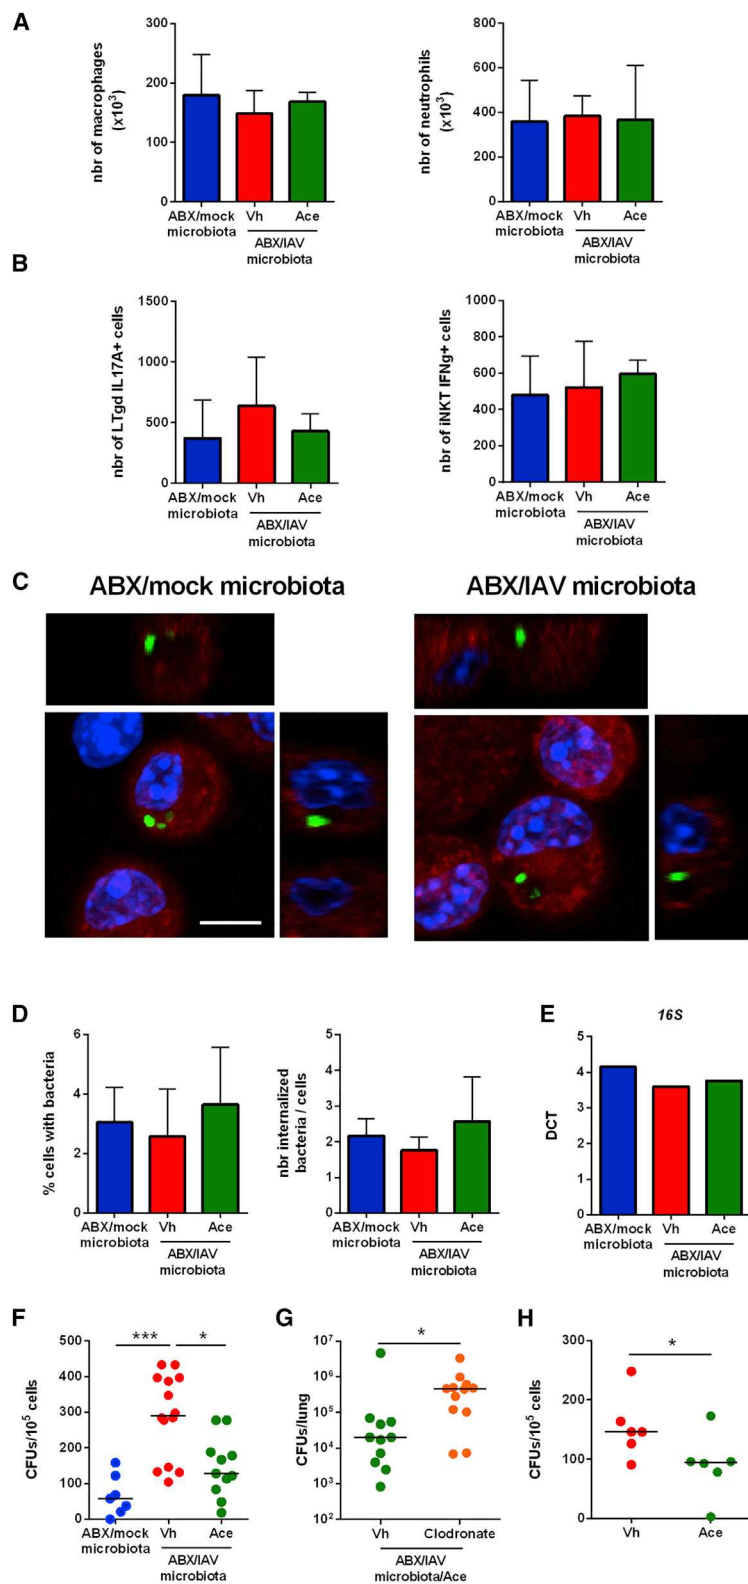 A
nbr of macrophages
(x10³)
300
200
100
0
ABX/mock
microbiota
Vh
Ace
ABX/IAV
microbiota
nbr of neutrophils
(x10³)
800
600
400
200
0
ABX/mock
microbiota
Vh
Ace
ABX/IAV
microbiota
B
nbr of LTgd IL17A+ cells
1500
1000
500
0
ABX/mock
microbiota
Vh
Ace
ABX/IAV
microbiota
nbr of iNKT IFNg+ cells
1000
800
600
400
200
0
ABX/mock
microbiota
Vh
Ace
ABX/IAV
microbiota
C
ABX/mock microbiota
ABX/IAV microbiota
D
% cells with bacteria
6
4
2
0
ABX/mock
microbiota
Vh
Ace
ABX/IAV
microbiota
nbr internalized
bacteria / cells
5
4
3
2
1
0
ABX/mock
microbiota
Vh
Ace
ABX/IAV
microbiota
E
16S
DCT
5
4
3
2
1
0
ABX/mock
microbiota
Vh
Ace
ABX/IAV
microbiota
F
CFUs/10⁵ cells
500
400
300
200
100
0
***
*
ABX/mock
microbiota
Vh
Ace
ABX/IAV
microbiota
G
CFUs/lung
10⁷
10⁶
10⁵
10⁴
10³
10²
*
Vh
Clodronate
ABX/IAV
microbiota/Ace
H
CFUs/10⁵ cells
300
200
100
0
*
Vh
Ace